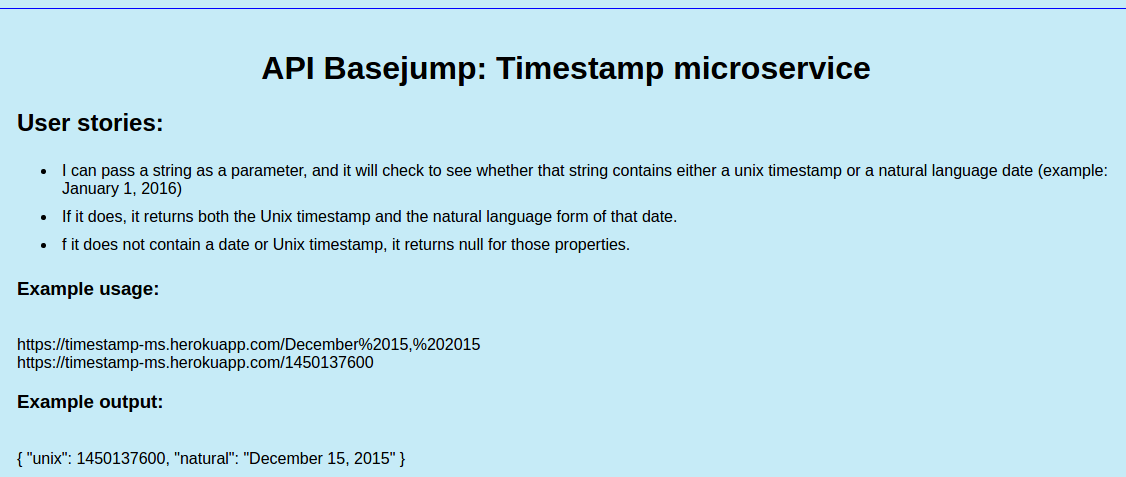 API Basejump: Timestamp microservice
User stories:
I can pass a string as a parameter, and it will check to see whether that string contains either a unix timestamp or a natural language date (example:
January 1, 2016)
If it does, it returns both the Unix timestamp and the natural language form of that date.
f it does not contain a date or Unix timestamp, it returns null for those properties.
Example usage:
https://timestamp-ms.herokuapp.com/December%2015,%202015
https://timestamp-ms.herokuapp.com/1450137600
Example output:
{ "unix": 1450137600, "natural": "December 15, 2015" }